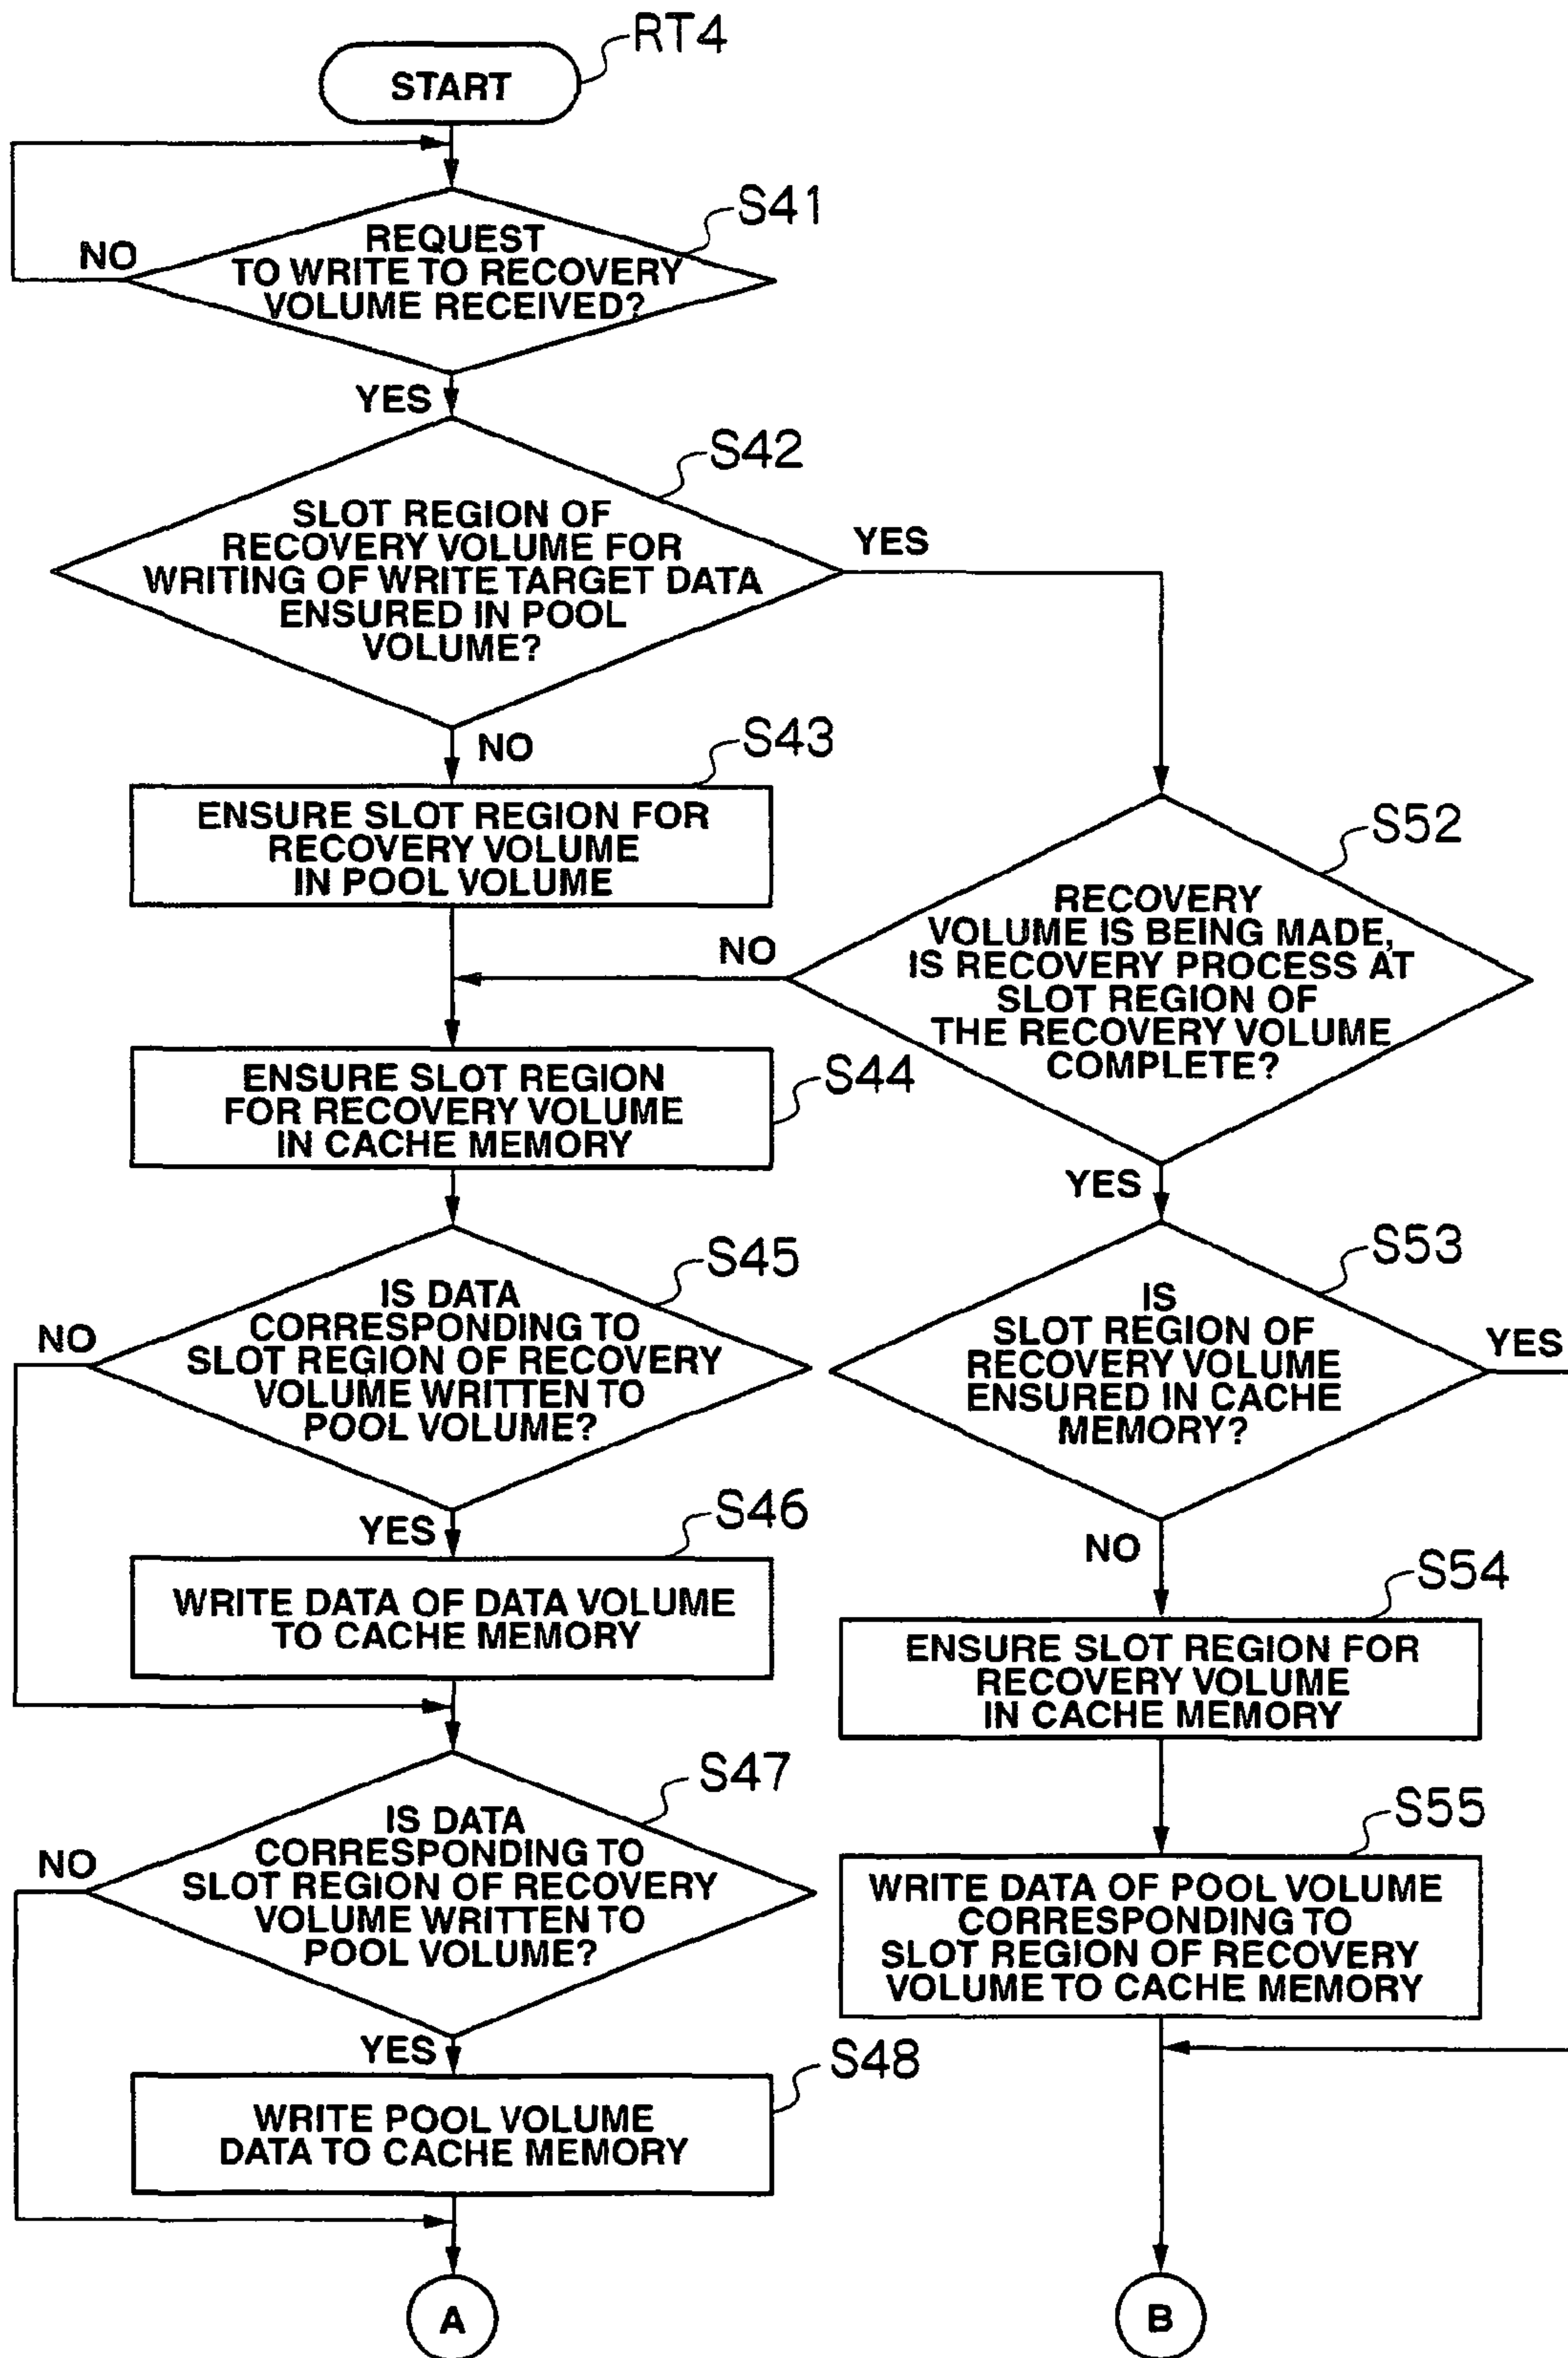 RT4
START
S41
NO
REQUEST
TO WRITE TO RECOVERY
VOLUME RECEIVED?
YES
S42
SLOT REGION OF
RECOVERY VOLUME FOR
WRITING OF WRITE TARGET DATA
ENSURED IN POOL
VOLUME?
YES
NO
S43
ENSURE SLOT REGION FOR
RECOVERY VOLUME
IN POOL VOLUME
S52
RECOVERY
VOLUME IS BEING MADE,
IS RECOVERY PROCESS AT
SLOT REGION OF
THE RECOVERY VOLUME
COMPLETE?
NO
YES
S44
ENSURE SLOT REGION
FOR RECOVERY VOLUME
IN CACHE MEMORY
S45
IS DATA
CORRESPONDING TO
SLOT REGION OF RECOVERY
VOLUME WRITTEN TO
POOL VOLUME?
NO
YES
S53
IS
SLOT REGION OF
RECOVERY VOLUME
ENSURED IN CACHE
MEMORY?
YES
NO
S46
WRITE DATA OF DATA VOLUME
TO CACHE MEMORY
S54
ENSURE SLOT REGION FOR
RECOVERY VOLUME
IN CACHE MEMORY
S47
IS DATA
CORRESPONDING TO
SLOT REGION OF RECOVERY
VOLUME WRITTEN TO
POOL VOLUME?
NO
YES
S55
WRITE DATA OF POOL VOLUME
CORRESPONDING TO
SLOT REGION OF RECOVERY
VOLUME TO CACHE MEMORY
S48
WRITE POOL VOLUME
DATA TO CACHE MEMORY
A
B